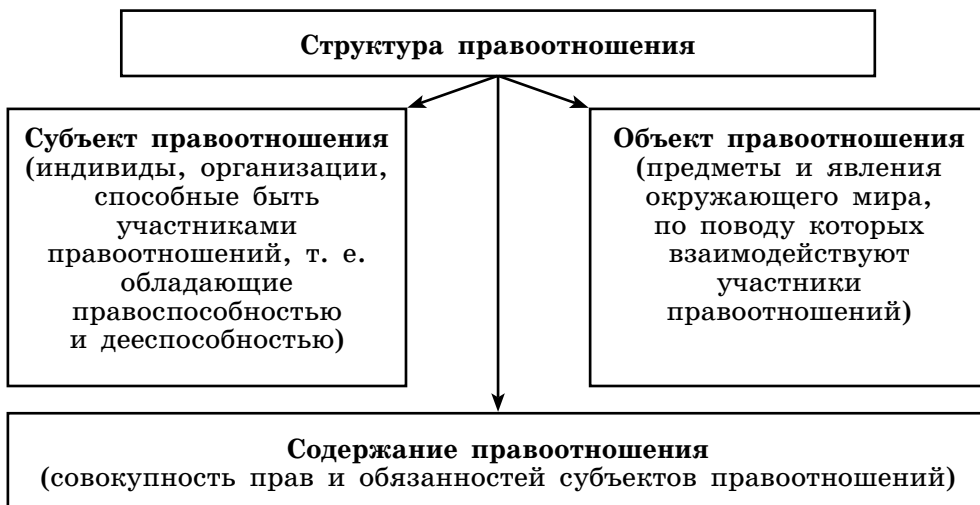 Структура правоотношения
Субъект правоотношения
(индивиды, организации,
способные быть
участниками
правоотношений, т. е.
обладающие
правоспособностью
и дееспособностью)
Объект правоотношения
(предметы и явления
окружающего мира,
по поводу которых
взаимодействуют
участники
правоотношений)
Содержание правоотношения
(совокупность прав и обязанностей субъектов правоотношений)